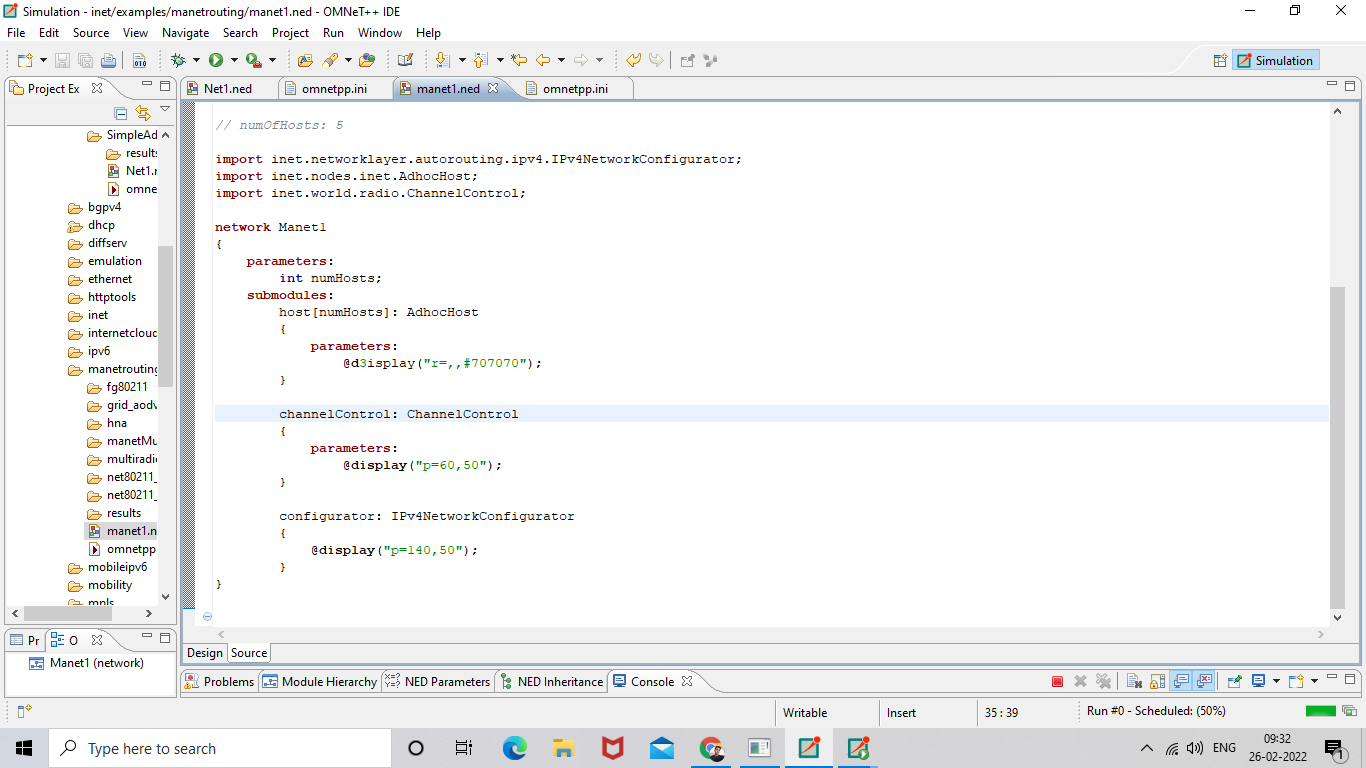 Simulation - inet/examples/manetrouting/manet1.ned - OMNeT++ IDE
File Edit Source View Navigate Search Project Run Window Help
010
Simulation
Project Ex
Net1.ned
omnetpp.ini
manet1.ned
omnetpp.ini
SimpleAd
results
Net1.r
omne
bgpv4
dhcp
diffserv
emulation
ethernet
httptools
inet
internetcloud
ipv6
manetrouting
fg80211
grid_aodv
hna
manetMu
multiradio
net80211_
net80211_
results
manet1.n
omnetpp
mobileipv6
mobility
mpls
// numOfHosts: 5
import inet.networklayer.autorouting.ipv4.IPv4NetworkConfigurator;
import inet.nodes.inet.AdhocHost;
import inet.world.radio.ChannelControl;
network Manet1
{
parameters:
int numHosts;
submodules:
host[numHosts]: AdhocHost
{
parameters:
@d3isplay("r=,,#707070");
}
channelControl: ChannelControl
{
parameters:
@display("p=60,50");
}
configurator: IPv4NetworkConfigurator
{
@display("p=140,50");
}
}
Design Source
Pr O
Manet1 (network)
Problems Module Hierarchy NED Parameters NED Inheritance Console
Writable Insert 35 : 39 Run #0 - Scheduled: (50%)
Type here to search
ENG
09:32
26-02-2022
1